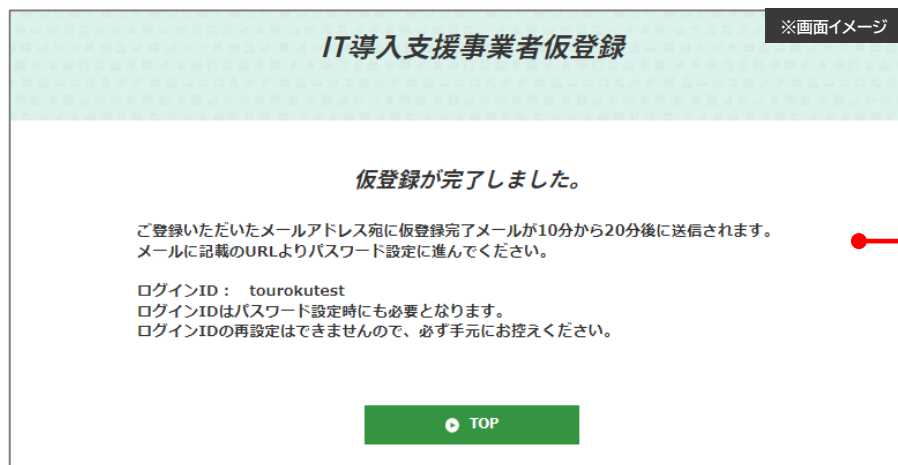 ※画面イメージ
IT導入支援事業者仮登録
仮登録が完了しました。
ご登録いただいたメールアドレス宛に仮登録完了メールが10分から20分後に送信されます。
メールに記載のURLよりパスワード設定に進んでください。
ログインID： tourokutest
ログインIDはパスワード設定時にも必要となります。
ログインIDの再設定はできませんので、必ず手元にお控えください。
TOP